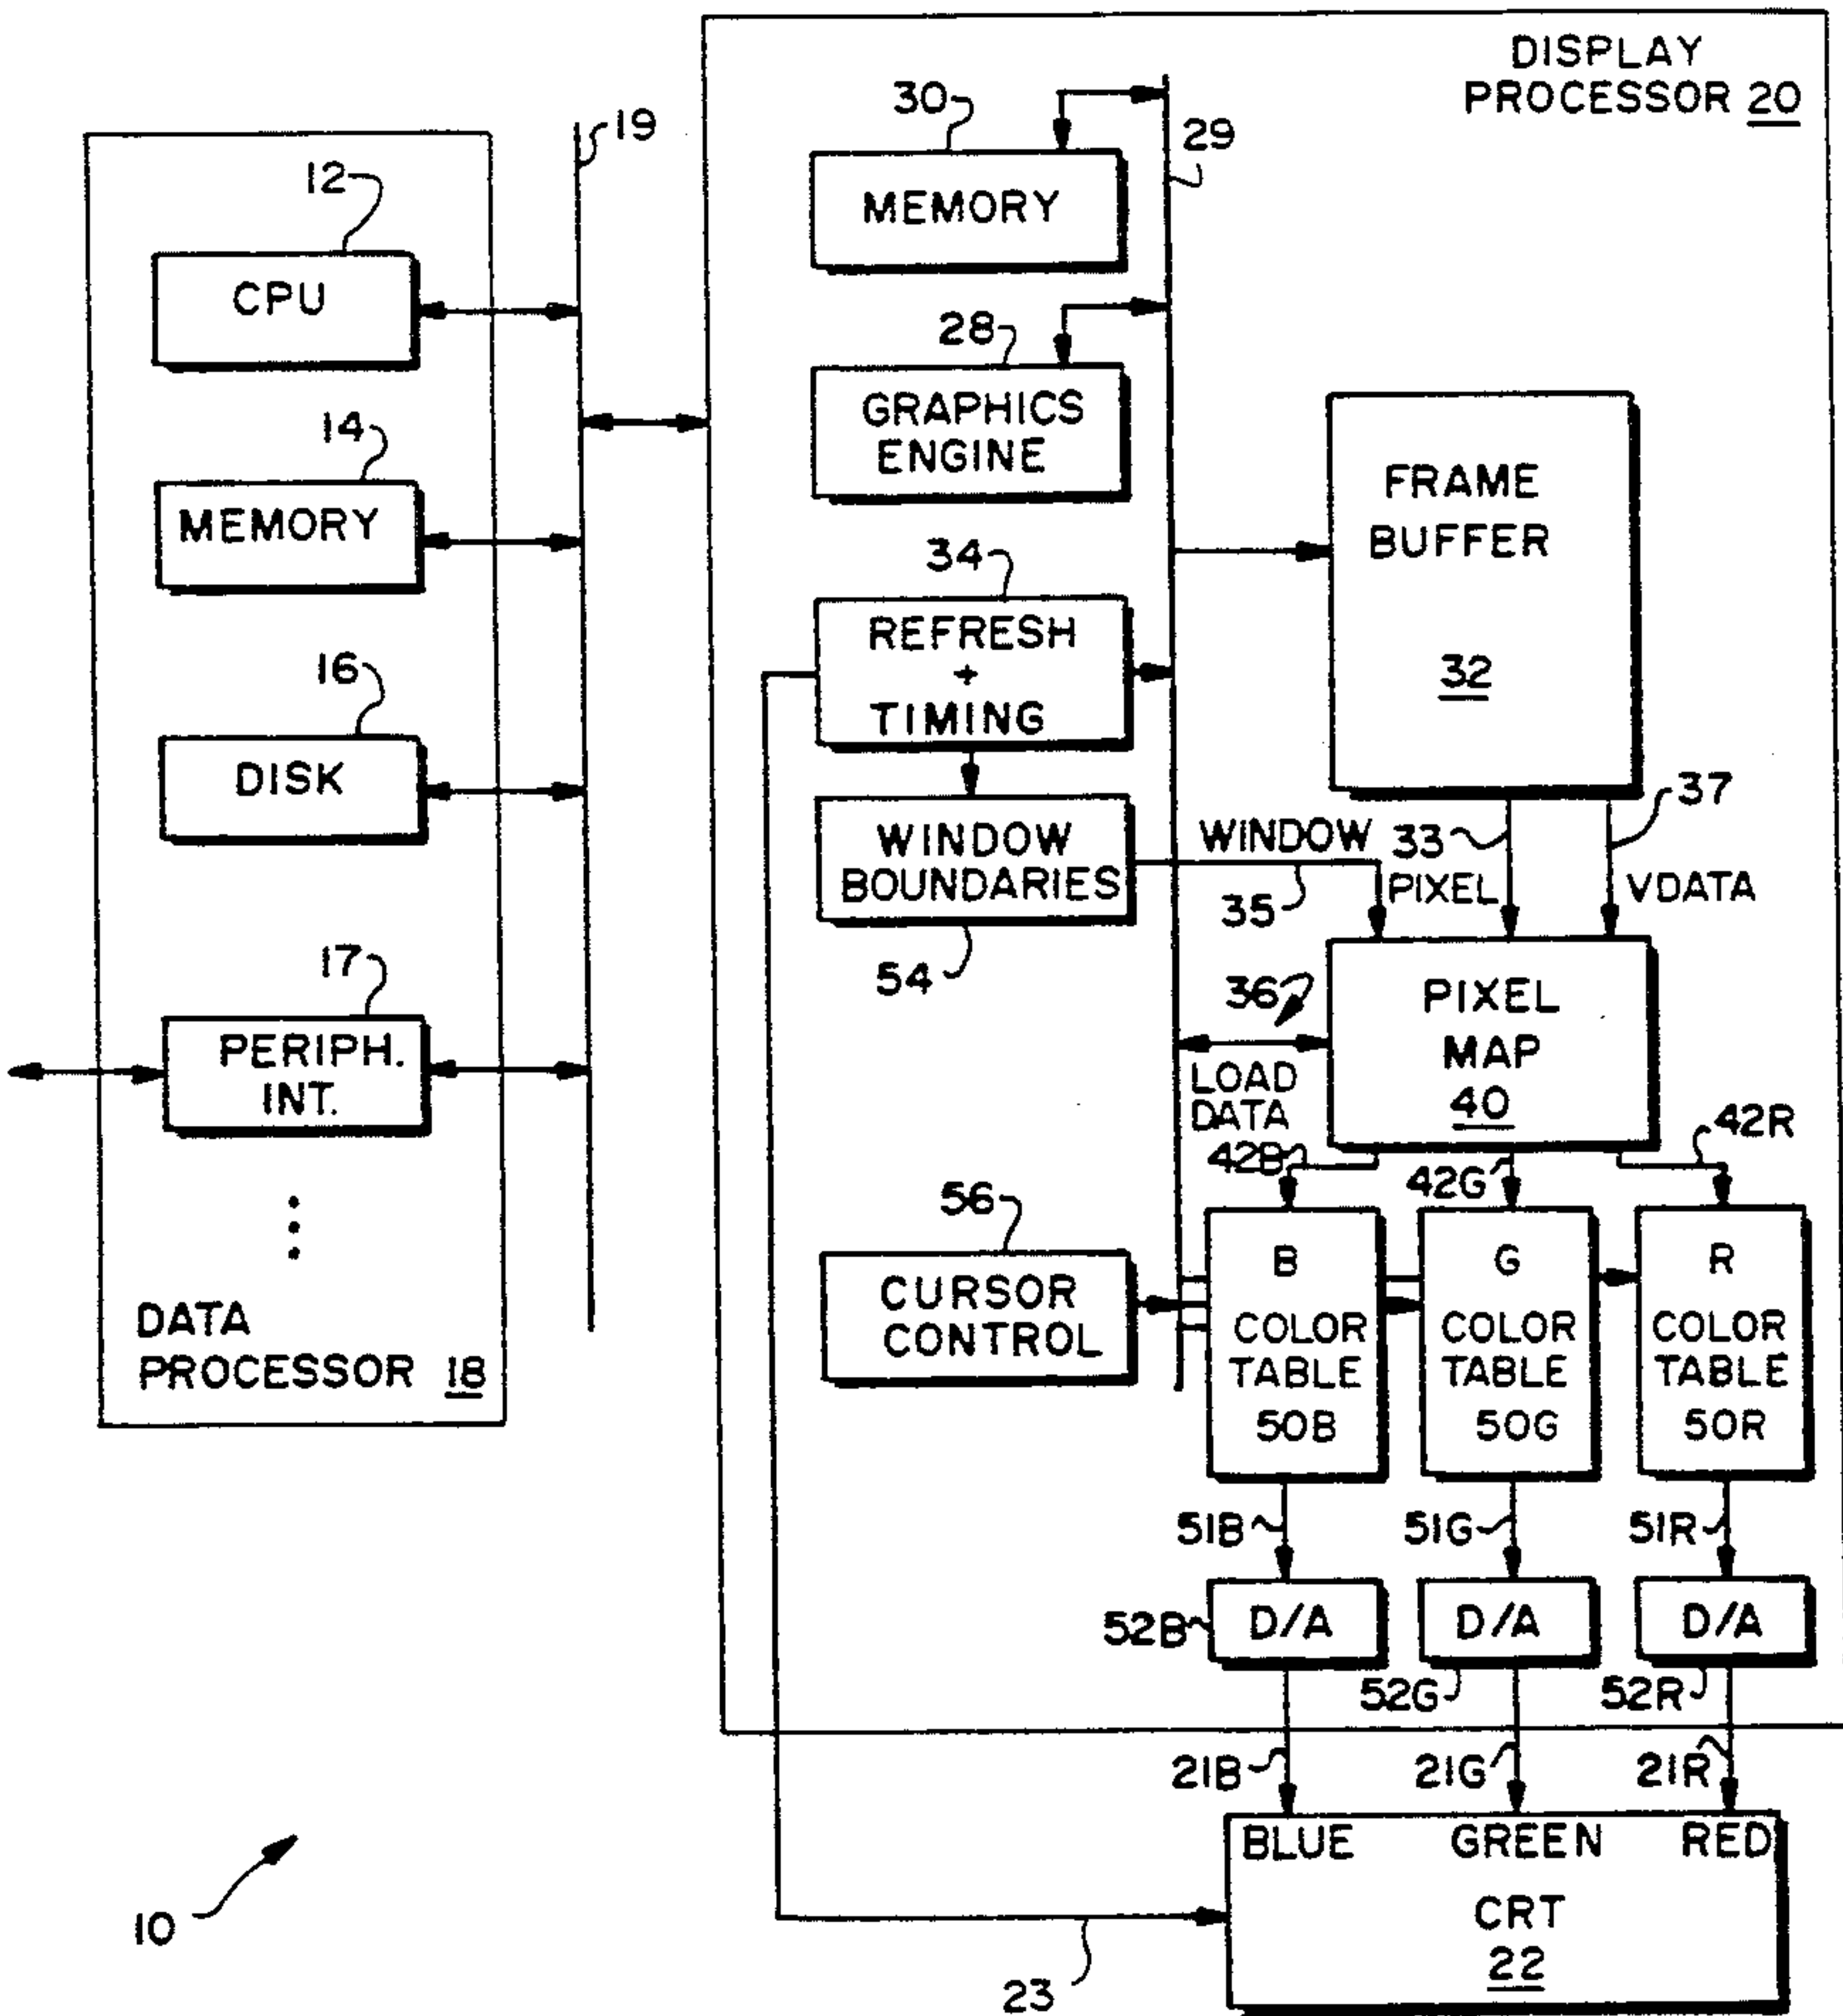 DISPLAY
PROCESSOR 20
19
30
29
12
MEMORY
CPU
28
GRAPHICS
ENGINE
14
MEMORY
FRAME
BUFFER
32
34
REFRESH
+
TIMING
16
DISK
37
WINDOW
BOUNDARIES
WINDOW
35
33
PIXEL
VDATA
54
17
PERIPH.
INT.
36
PIXEL
MAP
40
LOAD
DATA
42B
42G
42R
56
CURSOR
CONTROL
B
COLOR
TABLE
50B
G
COLOR
TABLE
50G
R
COLOR
TABLE
50R
DATA
PROCESSOR 18
51B
51G
51R
52B
D/A
D/A
D/A
52G
52R
21B
21G
21R
BLUE
GREEN
RED
CRT
22
10
23